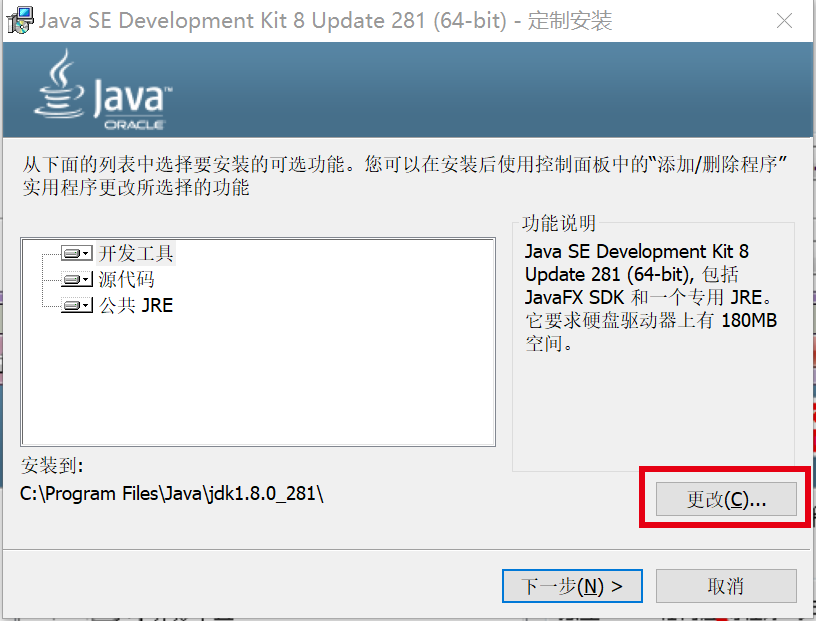 Java SE Development Kit 8 Update 281 (64-bit) - 定制安装
Java™
ORACLE
从下面的列表中选择要安装的可选功能。您可以在安装后使用控制面板中的“添加/删除程序”
实用程序更改所选择的功能
开发工具
源代码
公共 JRE
功能说明
Java SE Development Kit 8
Update 281 (64-bit), 包括
JavaFX SDK 和一个专用 JRE。
它要求硬盘驱动器上有 180MB
空间。
安装到:
C:\Program Files\Java\jdk1.8.0_281\
更改(C)...
下一步(N) >
取消